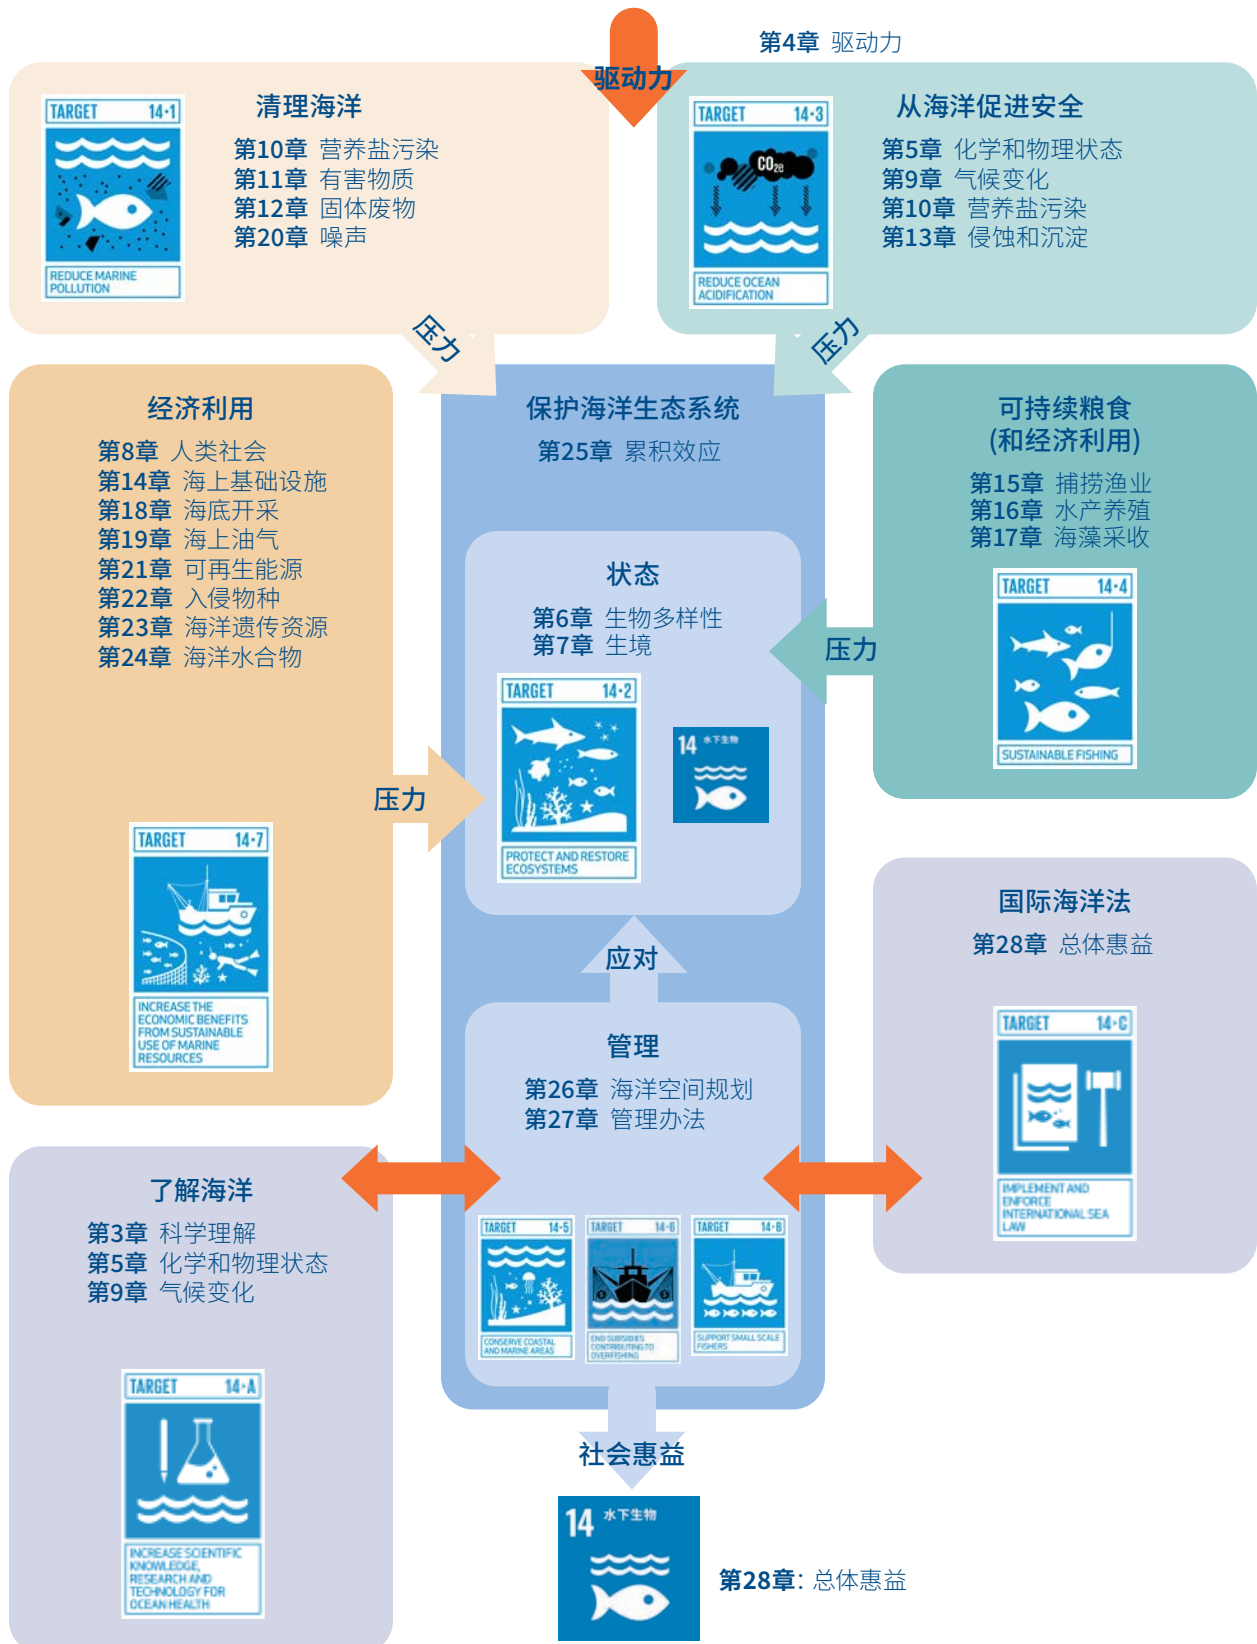 驱动力
第4章 驱动力
TARGET 14·1
REDUCE MARINE
POLLUTION
清理海洋
第10章 营养盐污染
第11章 有害物质
第12章 固体废物
第20章 噪声
TARGET 14·3
CO2e
REDUCE OCEAN
ACIDIFICATION
从海洋促进安全
第5章 化学和物理状态
第9章 气候变化
第10章 营养盐污染
第13章 侵蚀和沉淀
压力
压力
经济利用
第8章 人类社会
第14章 海上基础设施
第18章 海底开采
第19章 海上油气
第21章 可再生能源
第22章 入侵物种
第23章 海洋遗传资源
第24章 海洋水合物
压力
TARGET 14·7
INCREASE THE
ECONOMIC BENEFITS
FROM SUSTAINABLE
USE OF MARINE
RESOURCES
保护海洋生态系统
第25章 累积效应
状态
第6章 生物多样性
第7章 生境
TARGET 14·2
PROTECT AND RESTORE
ECOSYSTEMS
14 水下生物
可持续粮食
(和经济利用)
第15章 捕捞渔业
第16章 水产养殖
第17章 海藻采收
压力
TARGET 14·4
SUSTAINABLE FISHING
应对
管理
第26章 海洋空间规划
第27章 管理办法
TARGET 14·5
CONSERVE COASTAL
AND MARINE AREAS
TARGET 14·6
END SUBSIDIES
CONTRIBUTING TO
OVERFISHING
TARGET 14·B
SUPPORT SMALL SCALE
FISHERS
国际海洋法
第28章 总体惠益
TARGET 14·C
IMPLEMENT AND
ENFORCE
INTERNATIONAL SEA
LAW
了解海洋
第3章 科学理解
第5章 化学和物理状态
第9章 气候变化
TARGET 14·A
INCREASE SCIENTIFIC
KNOWLEDGE,
RESEARCH AND
TECHNOLOGY FOR
OCEAN HEALTH
社会惠益
14 水下生物
第28章: 总体惠益